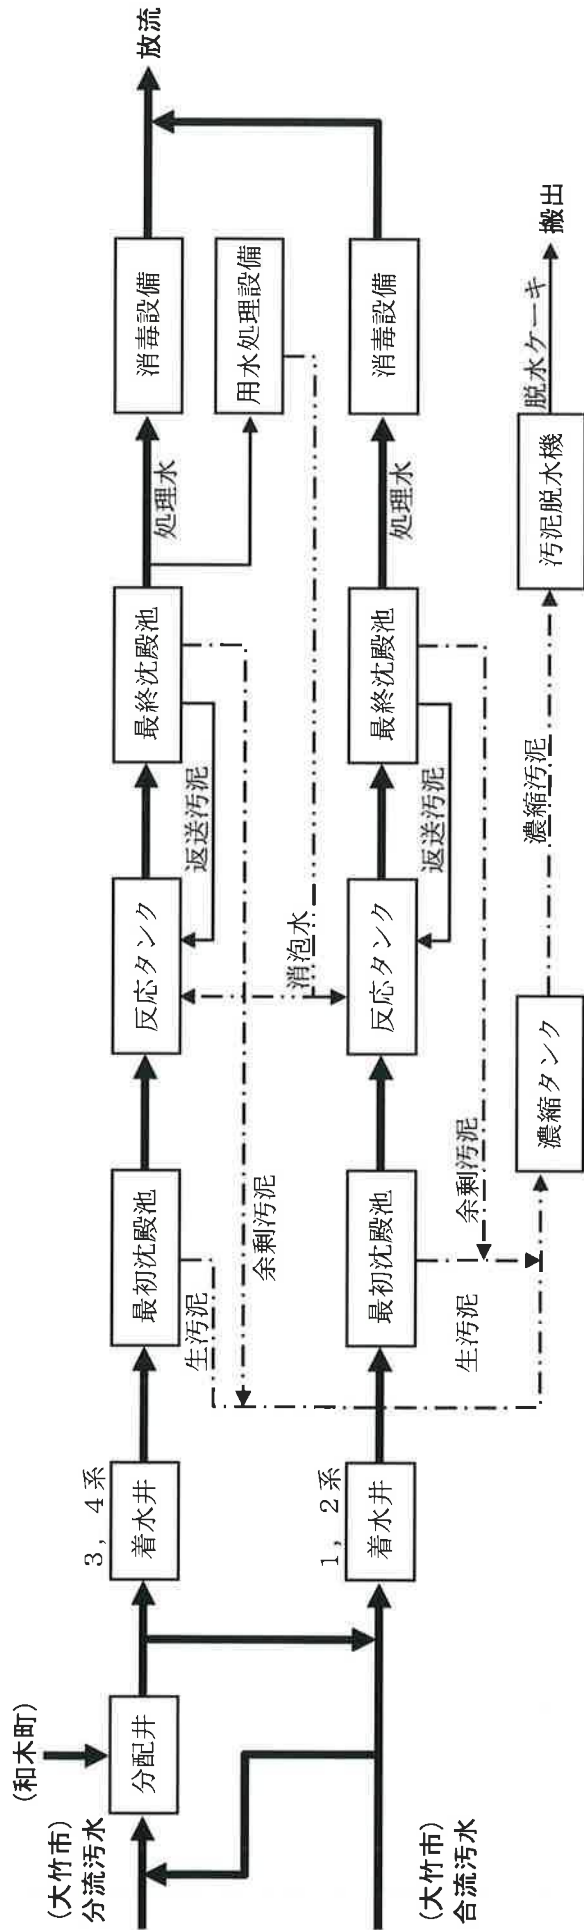 (和木町)
(大竹市)
分流汚水
分配井
3，4系
着水井
最初沈殿池
生汚泥
余剰汚泥
反応タンク
返送汚泥
消泡水
最終沈殿池
処理水
消毒設備
用水処理設備
放流
(大竹市)
合流汚水
1，2系
着水井
最初沈殿池
生汚泥
余剰汚泥
反応タンク
返送汚泥
最終沈殿池
処理水
消毒設備
濃縮タンク
濃縮汚泥
汚泥脱水機
脱水ケーキ
搬出